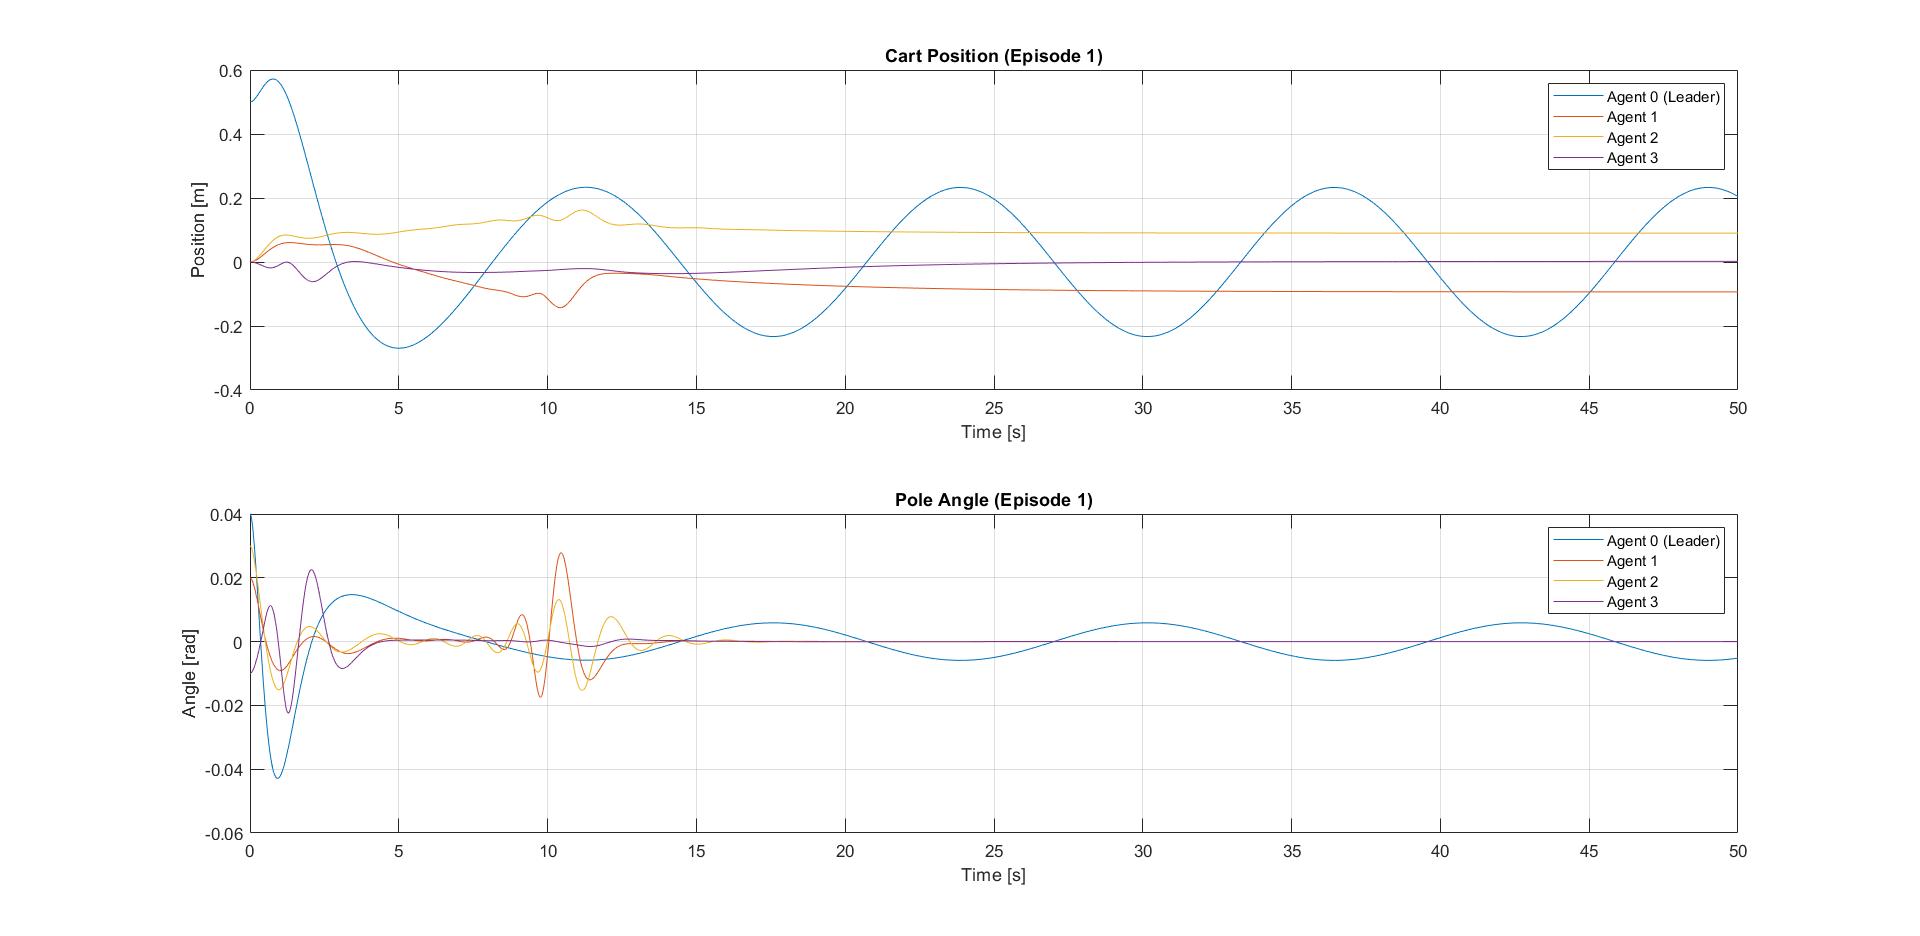 Cart Position (Episode 1)
0.6
0.4
0.2
0
-0.2
-0.4
Position [m]
Agent 0 (Leader)
Agent 1
Agent 2
Agent 3
0 5 10 15 20 25 30 35 40 45 50
Time [s]
Pole Angle (Episode 1)
0.04
0.02
0
-0.02
-0.04
-0.06
Angle [rad]
Agent 0 (Leader)
Agent 1
Agent 2
Agent 3
0 5 10 15 20 25 30 35 40 45 50
Time [s]